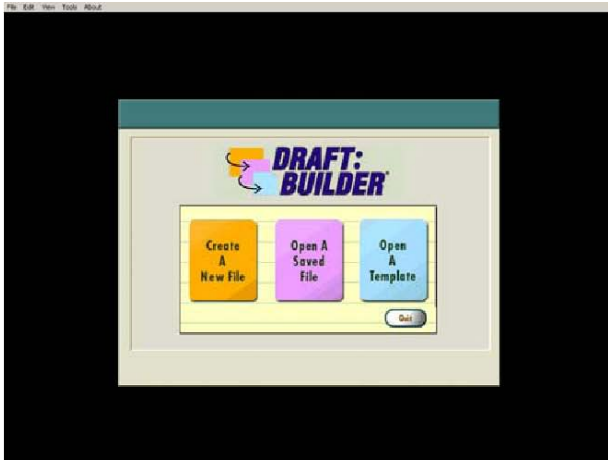 File Edit View Tools About
DRAFT:
BUILDER®
Create
A
New File
Open A
Saved
File
Open
A
Template
Quit